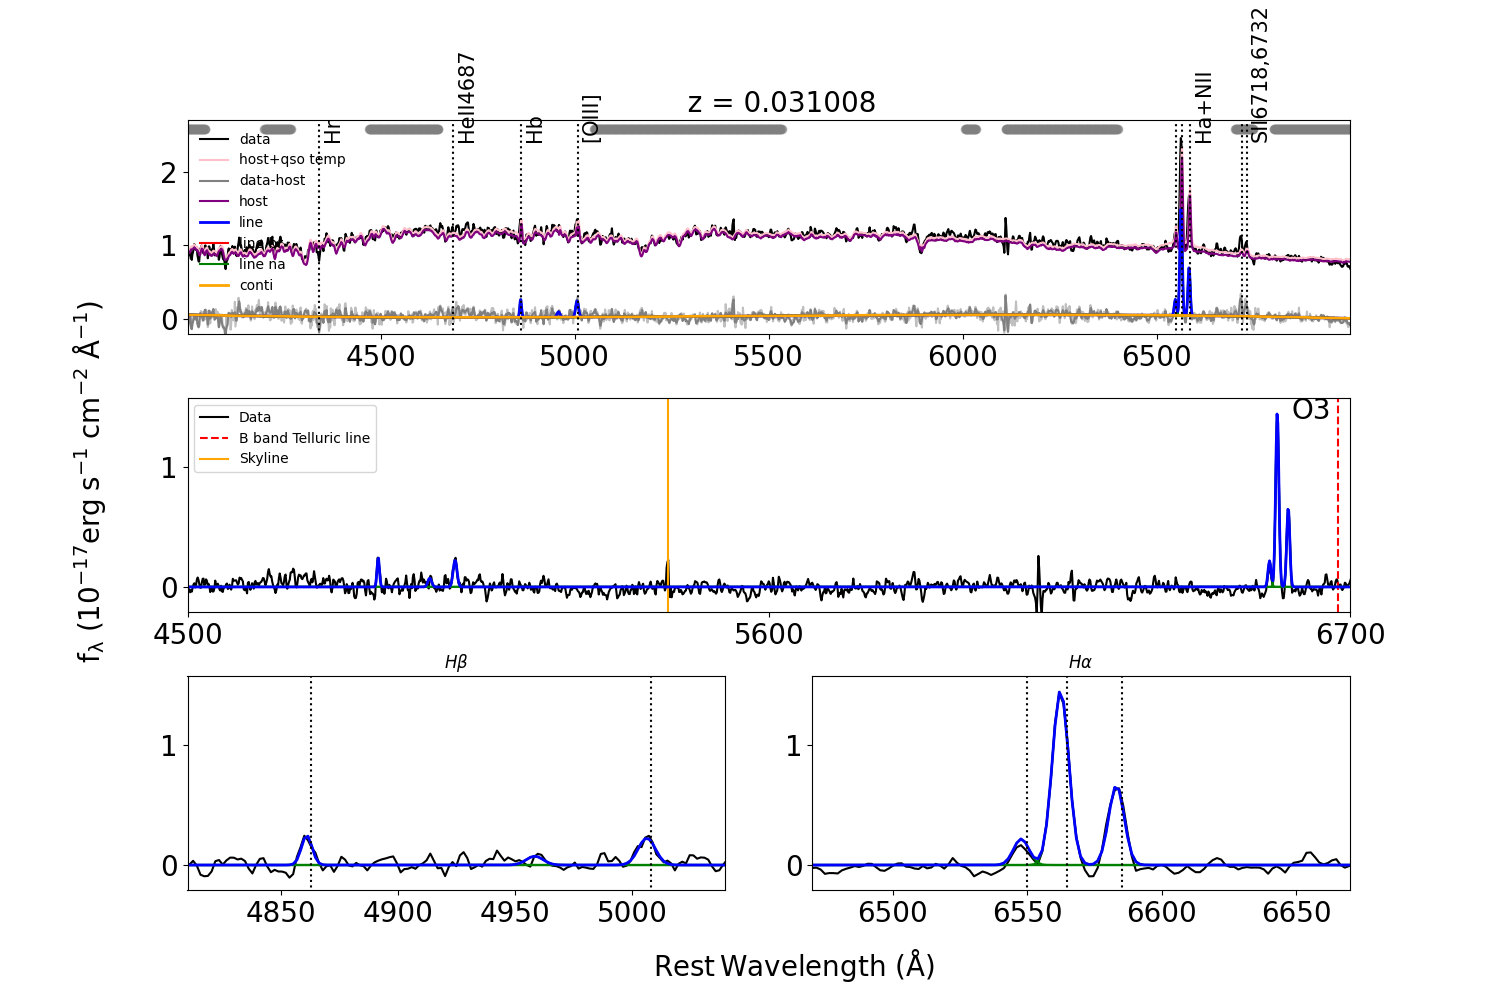 z = 0.031008
Hr
HeII4687
Hb
[OIII]
Ha+NII
SII6718,6732
data
host+qso temp
data-host
host
line
line na
conti
2
1
0
4500
5000
5500
6000
6500
fλ (10⁻¹⁷erg s⁻¹ cm⁻² Å⁻¹)
Data
B band Telluric line
Skyline
O3
1
0
4500
5600
6700
Hβ
1
0
4850
4900
4950
5000
Hα
1
0
6500
6550
6600
6650
Rest Wavelength (Å)